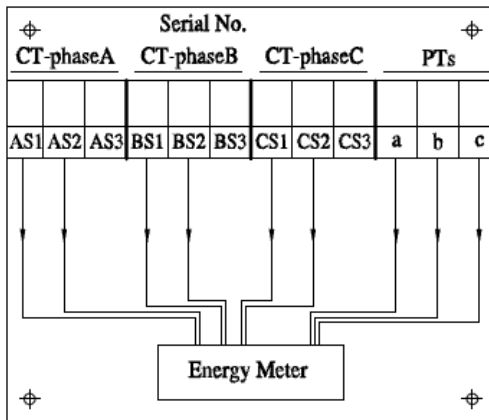 Serial No.
CT-phaseA CT-phaseB CT-phaseC PTs
AS1 AS2 AS3 BS1 BS2 BS3 CS1 CS2 CS3 a b c
Energy Meter